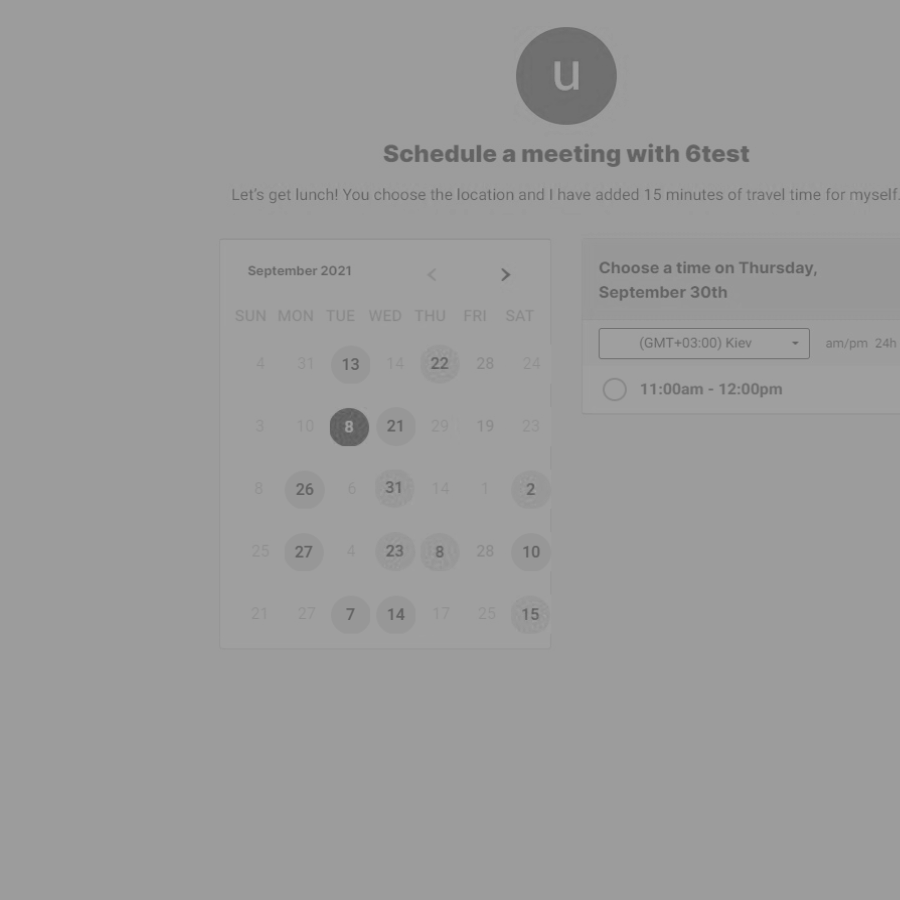 u
Schedule a meeting with 6test
Let's get lunch! You choose the location and I have added 15 minutes of travel time for myself.
September 2021
SUN MON TUE WED THU FRI SAT
4 31 13 14 22 28 24
3 10 8 21 29 19 23
8 26 6 31 14 1 2
25 27 4 23 8 28 10
21 27 7 14 17 25 15
Choose a time on Thursday,
September 30th
(GMT+03:00) Kiev
am/pm 24h
11:00am - 12:00pm